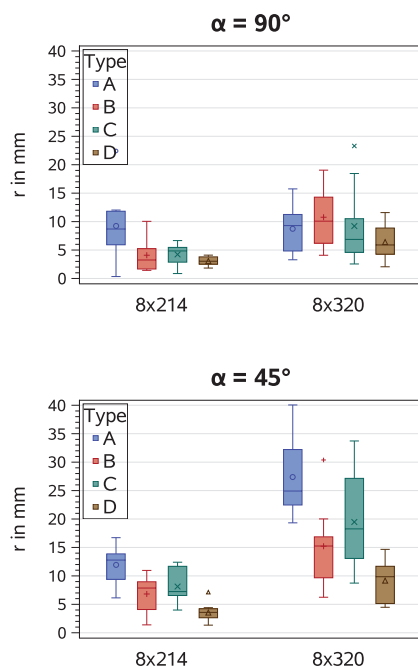 α = 90°
r in mm
40
35
30
25
20
15
10
5
0
Type
A
B
C
D
8x214
8x320
α = 45°
r in mm
40
35
30
25
20
15
10
5
0
Type
A
B
C
D
8x214
8x320